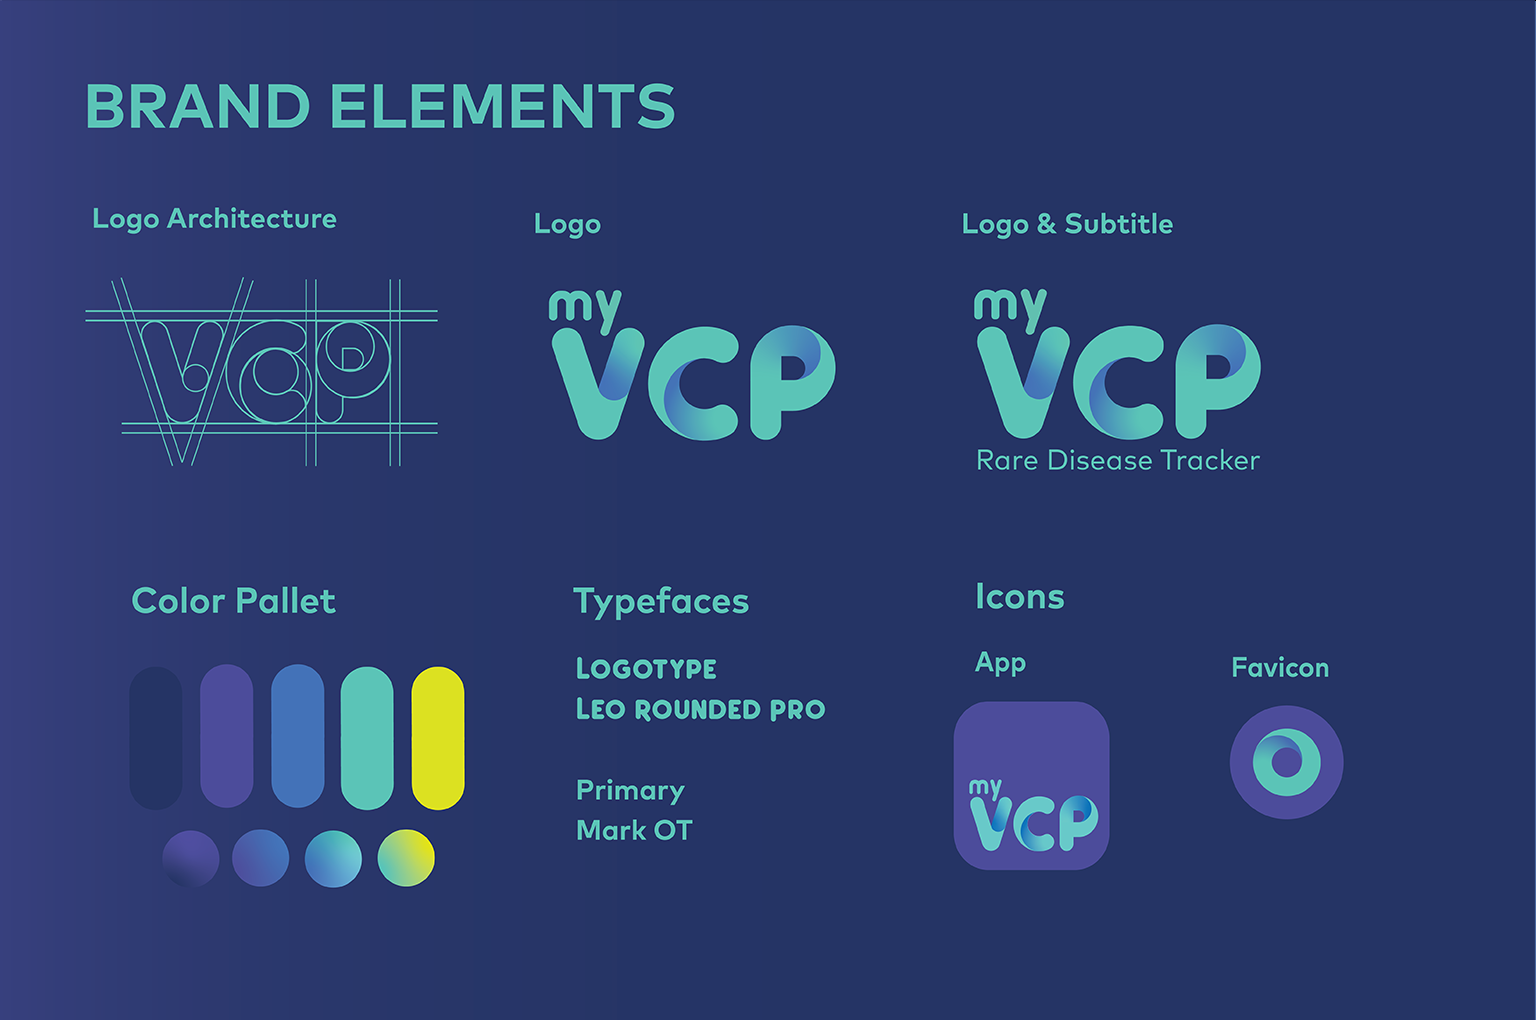 BRAND ELEMENTS
Logo Architecture
VCP
Logo
my
VCP
Logo & Subtitle
my
VCP
Rare Disease Tracker
Color Pallet
Typefaces
LOGOTYPE
LEO ROUNDED PRO
Primary
Mark OT
Icons
App
my
VCP
Favicon